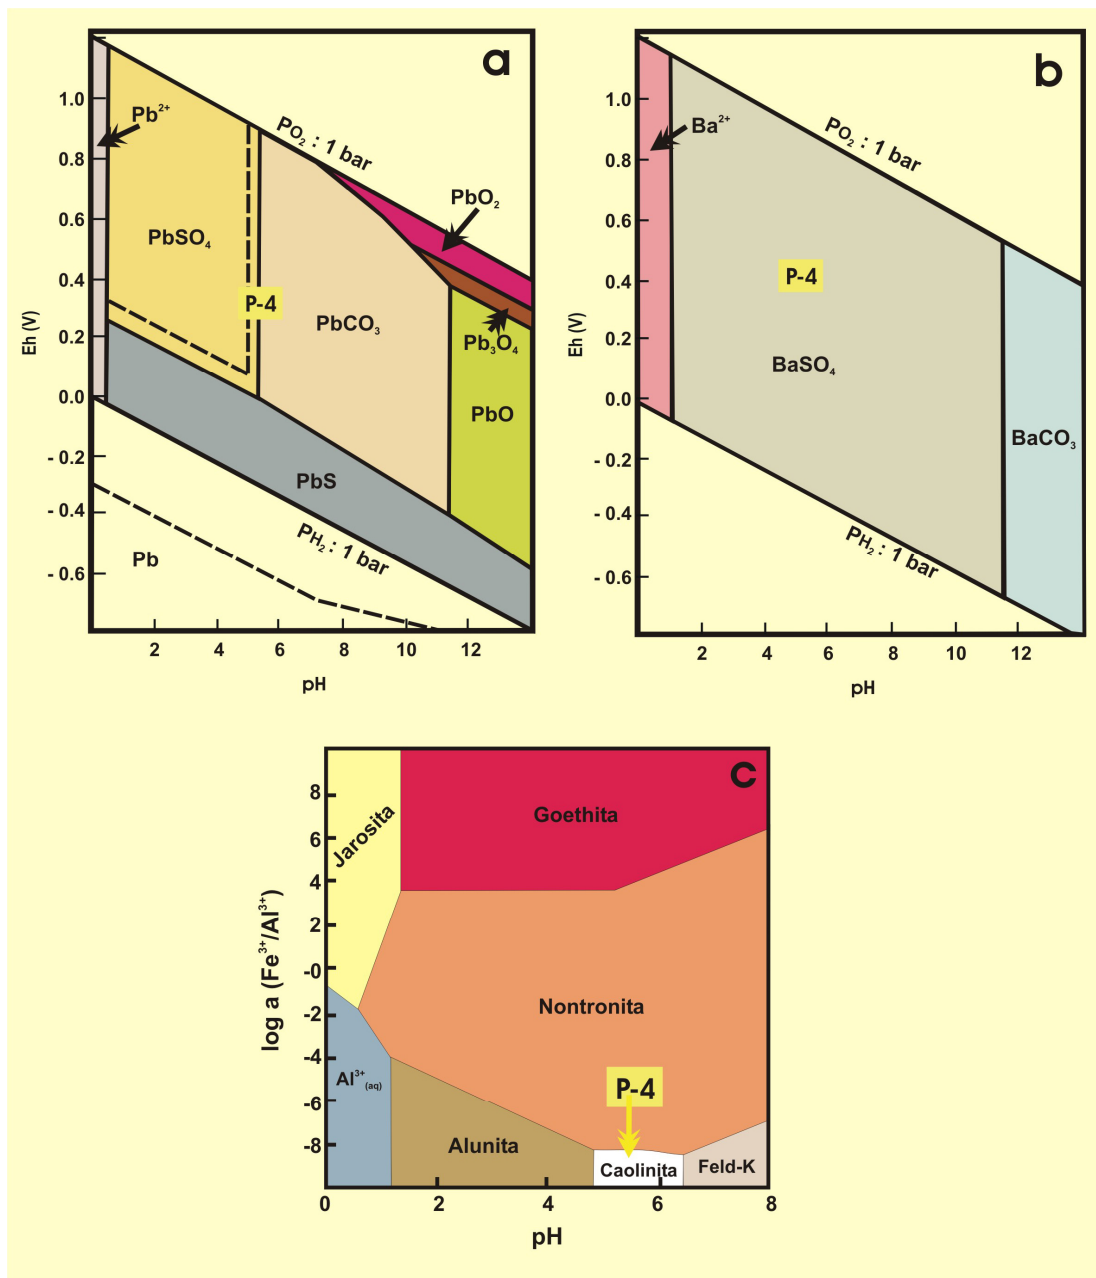 a
Pb2+
PO2 : 1 bar
PbO2
PbSO4
P-4
PbCO3
Pb3O4
PbO
PbS
PH2 : 1 bar
Pb
Eh (V)
1.0
0.8
0.6
0.4
0.2
0.0
- 0.2
- 0.4
- 0.6
2 4 6 8 10 12
pH
b
Ba2+
PO2 : 1 bar
P-4
BaSO4
BaCO3
PH2 : 1 bar
Eh (V)
1.0
0.8
0.6
0.4
0.2
0.0
- 0.2
- 0.4
- 0.6
2 4 6 8 10 12
pH
c
Jarosita
Goethita
Nontronita
Al3+(aq)
P-4
Alunita
Caolinita
Feld-K
log a (Fe3+/Al3+)
8
6
4
2
-0
-2
-4
-6
-8
0 2 4 6 8
pH